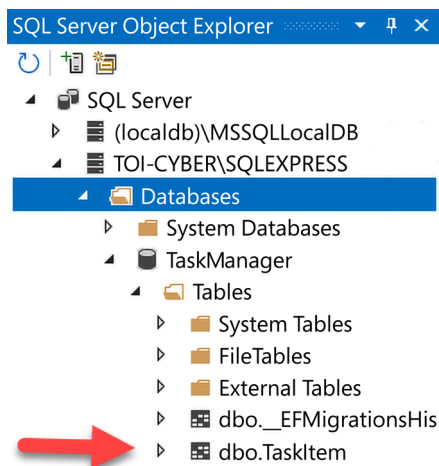 SQL Server Object Explorer
SQL Server
(localdb)\MSSQLLocalDB
TOI-CYBER\SQLEXPRESS
Databases
System Databases
TaskManager
Tables
System Tables
FileTables
External Tables
dbo.__EFMigrationsHis
dbo.TaskItem